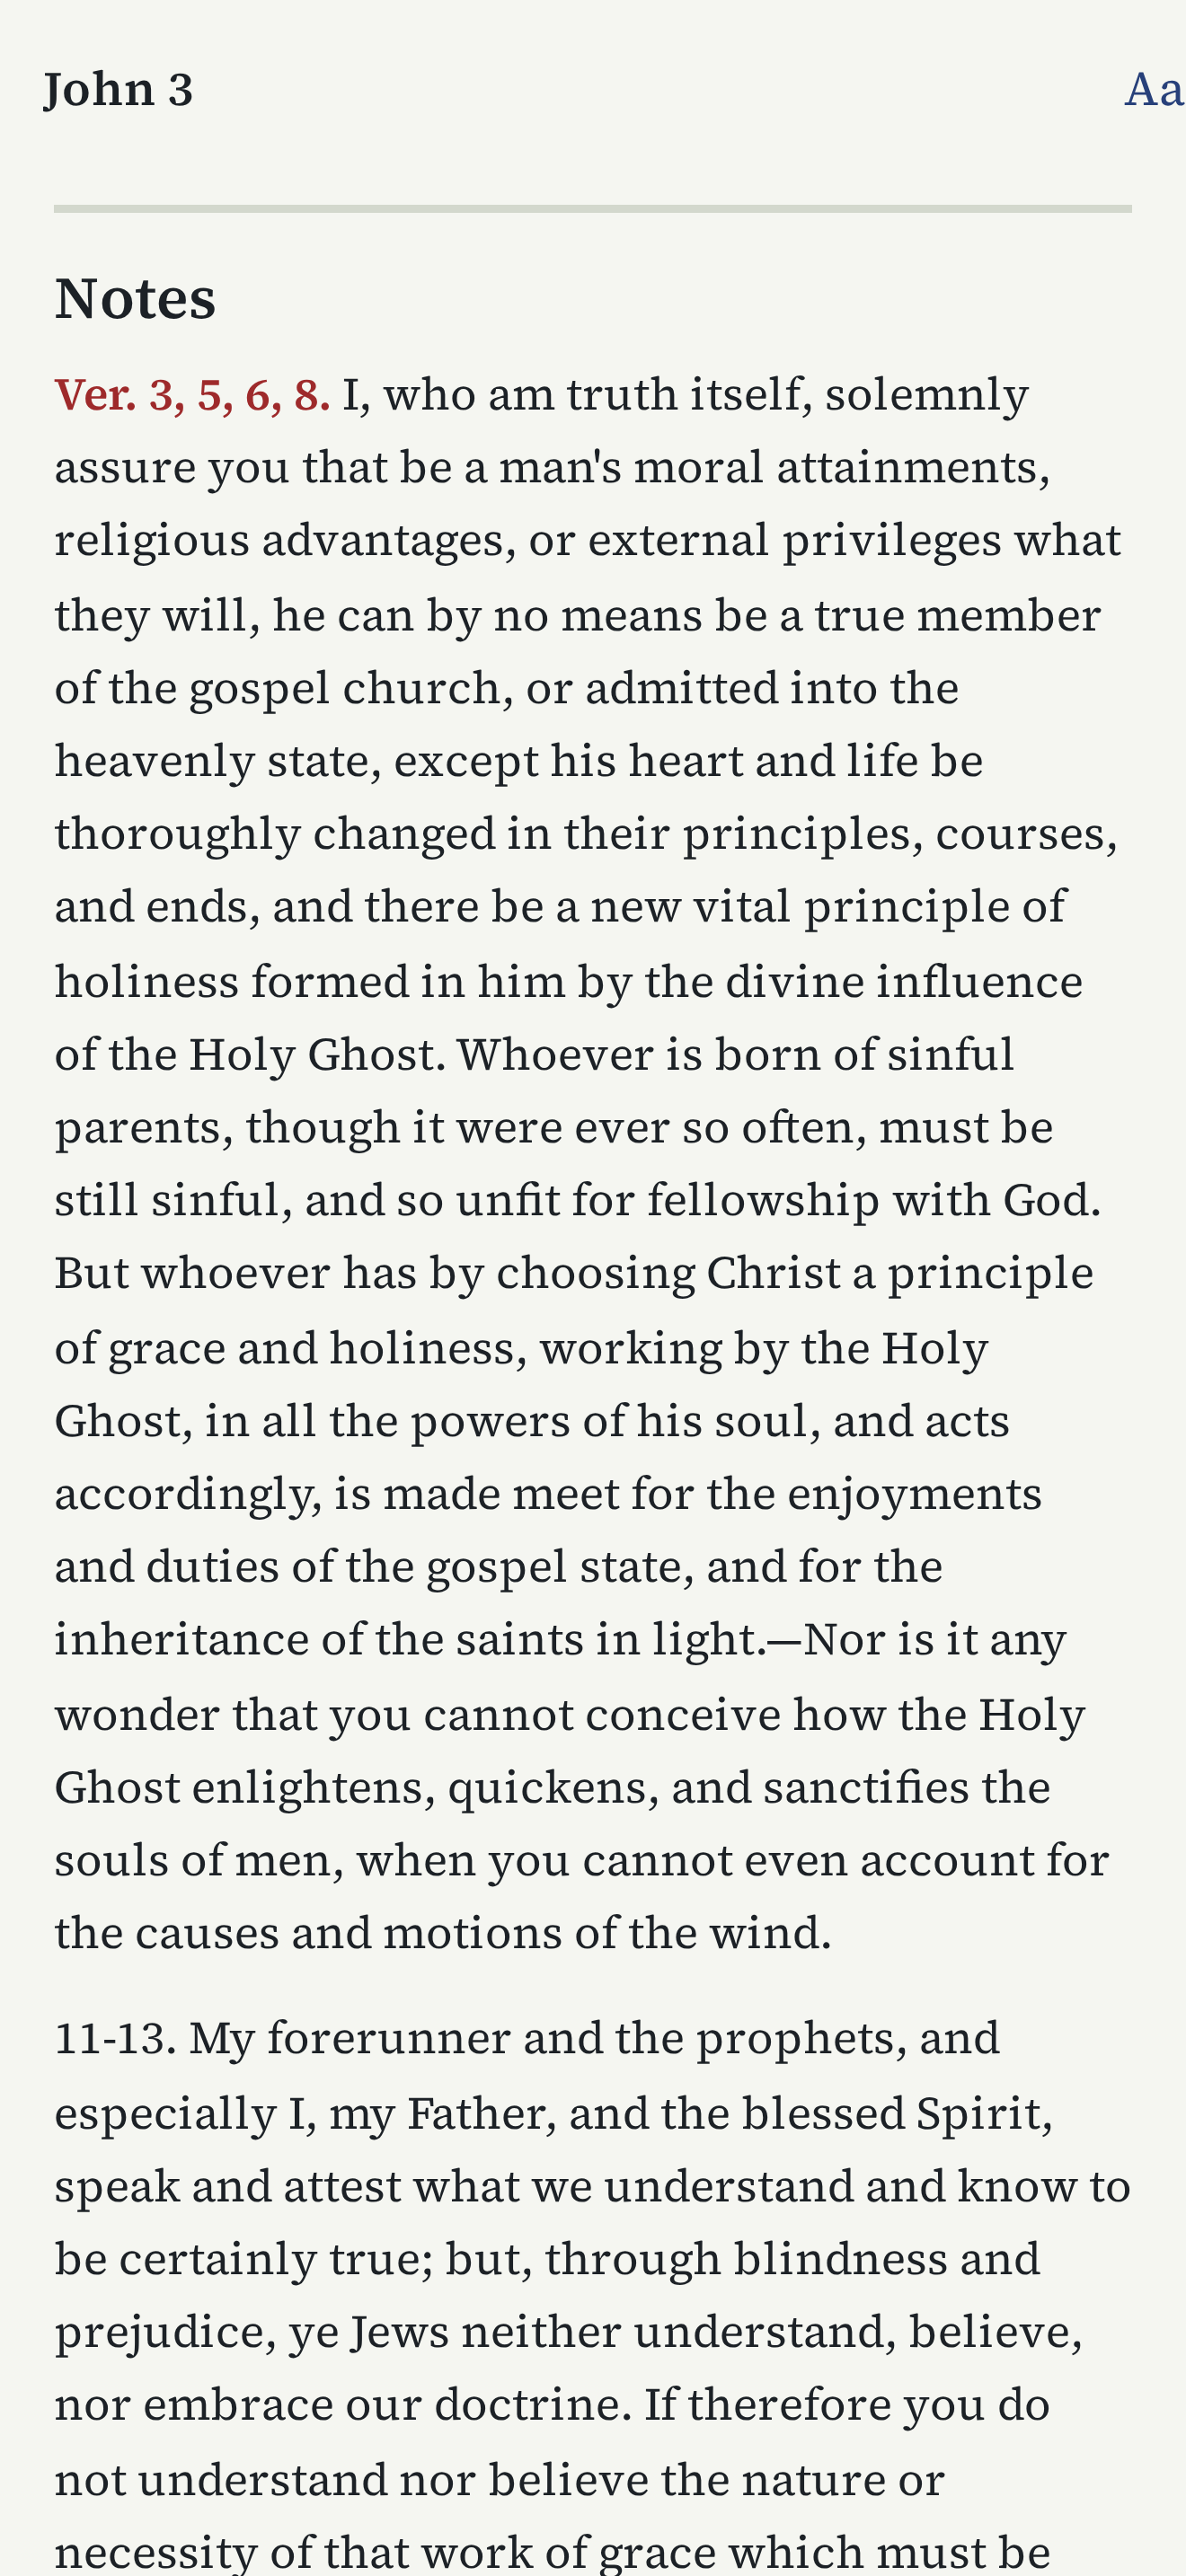 John 3
Aa
Notes
Ver. 3, 5, 6, 8. I, who am truth itself, solemnly
assure you that be a man's moral attainments,
religious advantages, or external privileges what
they will, he can by no means be a true member
of the gospel church, or admitted into the
heavenly state, except his heart and life be
thoroughly changed in their principles, courses,
and ends, and there be a new vital principle of
holiness formed in him by the divine influence
of the Holy Ghost. Whoever is born of sinful
parents, though it were ever so often, must be
still sinful, and so unfit for fellowship with God.
But whoever has by choosing Christ a principle
of grace and holiness, working by the Holy
Ghost, in all the powers of his soul, and acts
accordingly, is made meet for the enjoyments
and duties of the gospel state, and for the
inheritance of the saints in light.—Nor is it any
wonder that you cannot conceive how the Holy
Ghost enlightens, quickens, and sanctifies the
souls of men, when you cannot even account for
the causes and motions of the wind.
11-13. My forerunner and the prophets, and
especially I, my Father, and the blessed Spirit,
speak and attest what we understand and know to
be certainly true; but, through blindness and
prejudice, ye Jews neither understand, believe,
nor embrace our doctrine. If therefore you do
not understand nor believe the nature or
necessity of that work of grace which must be